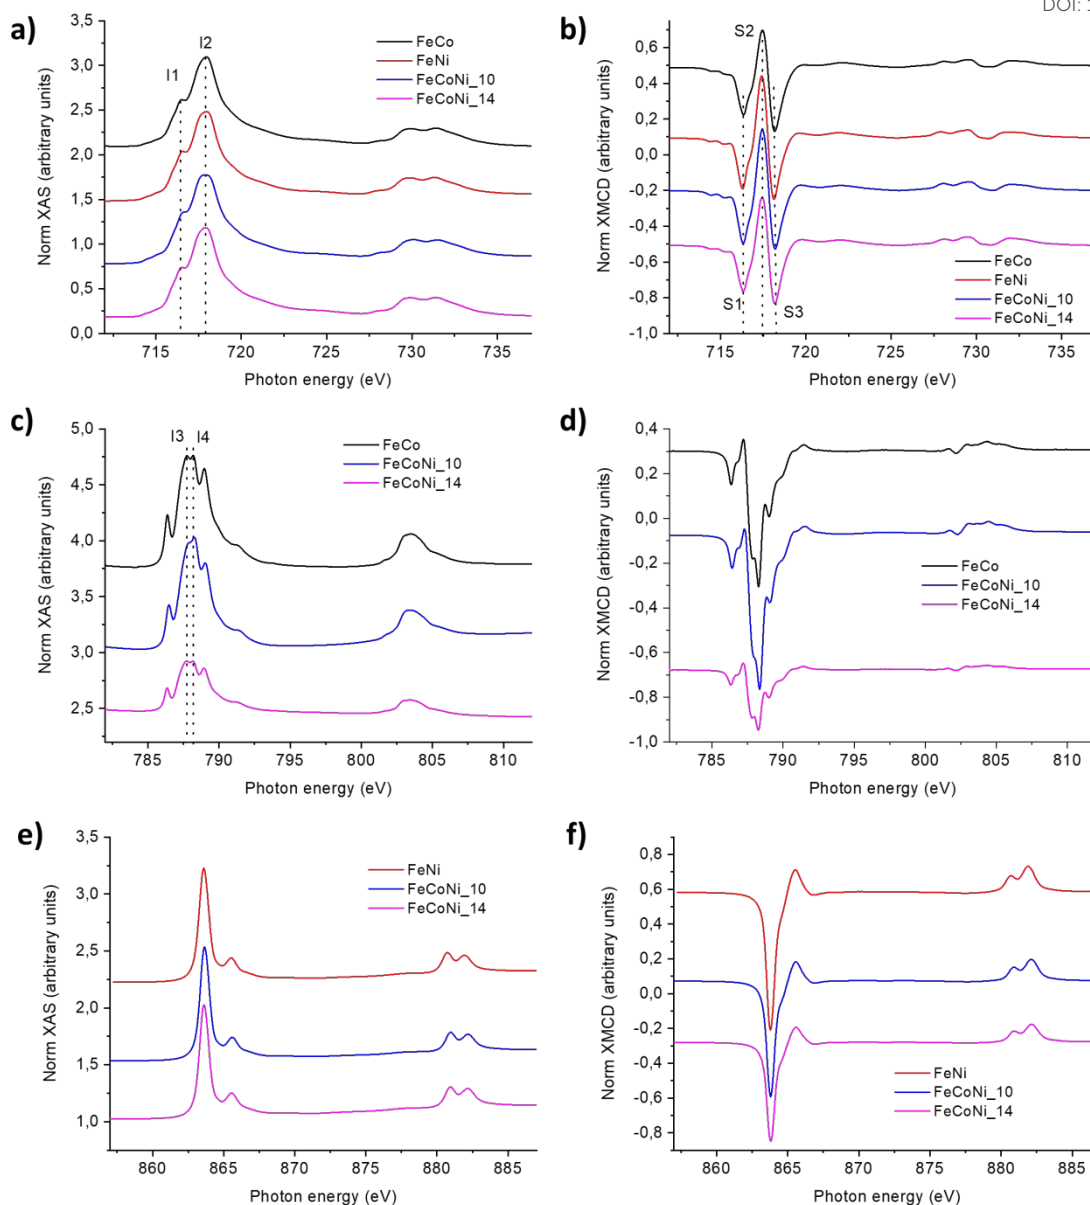 DOI:
a)
3,5
3,0
2,5
2,0
1,5
1,0
0,5
0,0
Norm XAS (arbitrary units)
I1
I2
FeCo
FeNi
FeCoNi_10
FeCoNi_14
715 720 725 730 735
Photon energy (eV)
b)
0,6
0,4
0,2
0,0
-0,2
-0,4
-0,6
-0,8
-1,0
Norm XMCD (arbitrary units)
S2
S1
S3
FeCo
FeNi
FeCoNi_10
FeCoNi_14
715 720 725 730 735
Photon energy (eV)
c)
5,0
4,5
4,0
3,5
3,0
2,5
Norm XAS (arbitrary units)
I3 I4
FeCo
FeCoNi_10
FeCoNi_14
785 790 795 800 805 810
Photon energy (eV)
d)
0,4
0,2
0,0
-0,2
-0,4
-0,6
-0,8
-1,0
Norm XMCD (arbitrary units)
FeCo
FeCoNi_10
FeCoNi_14
785 790 795 800 805 810
Photon energy (eV)
e)
3,5
3,0
2,5
2,0
1,5
1,0
Norm XAS (arbitrary units)
FeNi
FeCoNi_10
FeCoNi_14
860 865 870 875 880 885
Photon energy (eV)
f)
0,8
0,6
0,4
0,2
0,0
-0,2
-0,4
-0,6
-0,8
Norm XMCD (arbitrary units)
FeNi
FeCoNi_10
FeCoNi_14
860 865 870 875 880 885
Photon energy (eV)